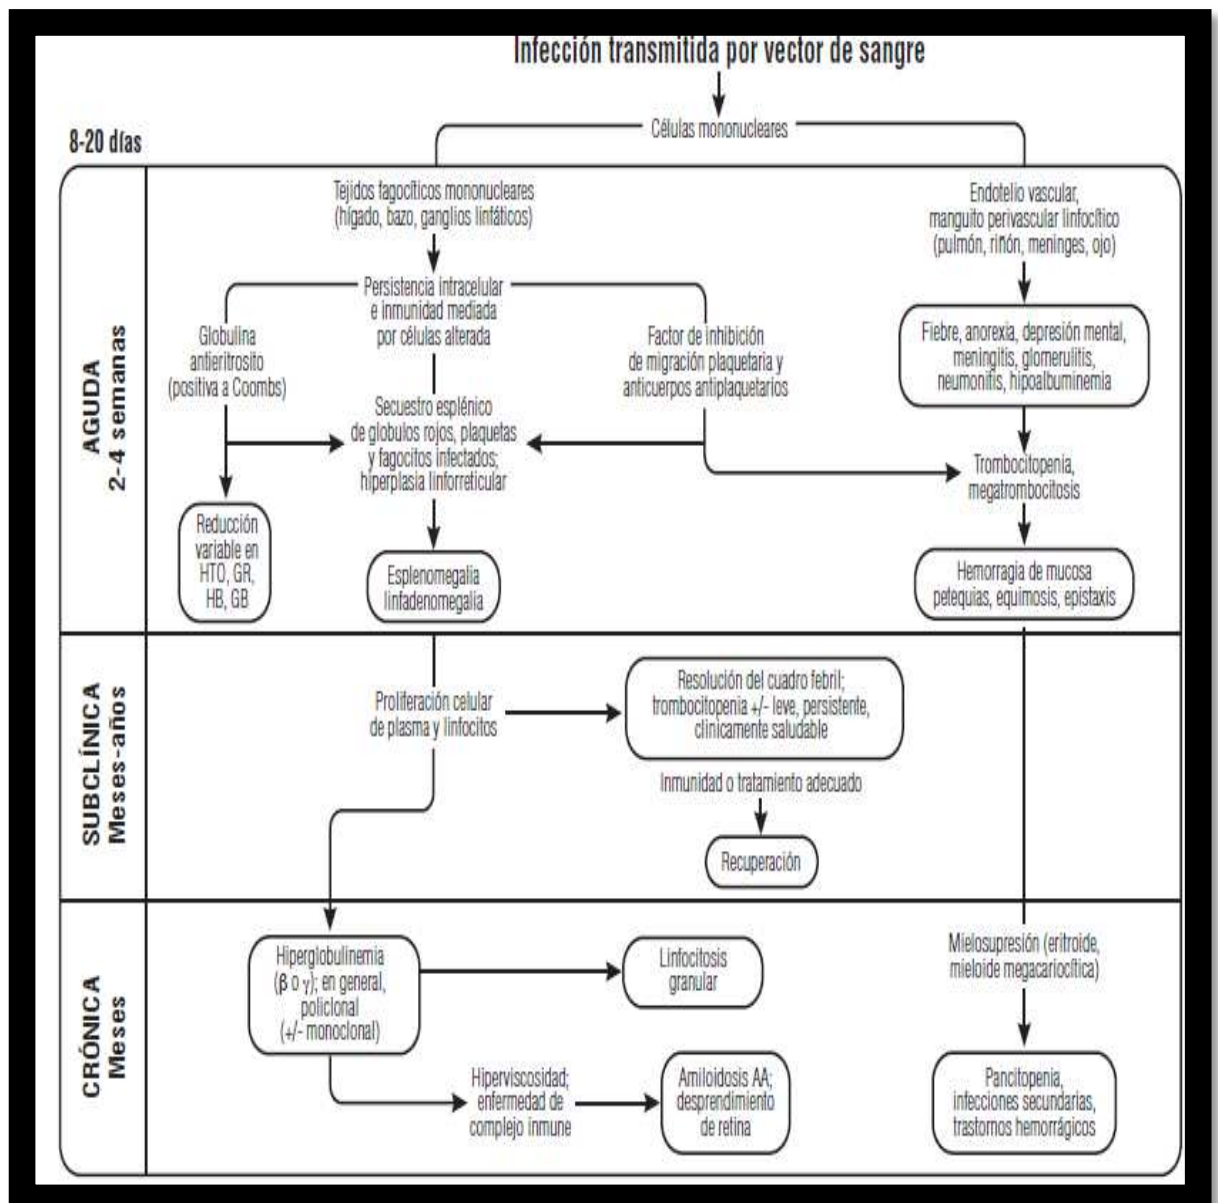 Infección transmitida por vector de sangre
Células mononucleares
8-20 días
AGUDA
2-4 semanas
Tejidos fagocíticos mononucleares
(hígado, bazo, ganglios linfáticos)
Endotelio vascular,
manguito perivascular linfocítico
(pulmón, riñón, meninges, ojo)
Persistencia intracelular
e inmunidad mediada
por células alterada
Globulina
antieritrosito
(positiva a Coombs)
Factor de inhibición
de migración plaquetaria y
anticuerpos antiplaquetarios
Fiebre, anorexia, depresión mental,
meningitis, glomerulitis,
neumonitis, hipoalbuminemia
Secuestro esplénico
de globulos rojos, plaquetas
y fagocitos infectados;
hiperplasia linforreticular
Trombocitopenia,
megatrombocitosis
Reducción
variable en
HTO, GR,
HB, GB
Esplenomegalia
linfadenomegalia
Hemorragia de mucosa
petequias, equimosis, epistaxis
SUBCLÍNICA
Meses-años
Proliferación celular
de plasma y linfocitos
Resolución del cuadro febril;
trombocitopenia +/- leve, persistente,
clínicamente saludable
Inmunidad o tratamiento adecuado
Recuperación
CRÓNICA
Meses
Hiperglobulinemia
(β o γ); en general,
policlonal
(+/- monoclonal)
Linfocitosis
granular
Mielosupresión (eritroide,
mieloide megacariocítica)
Hiperviscosidad;
enfermedad de
complejo inmune
Amiloidosis AA;
desprendimiento
de retina
Pancitopenia,
infecciones secundarias,
trastornos hemorrágicos